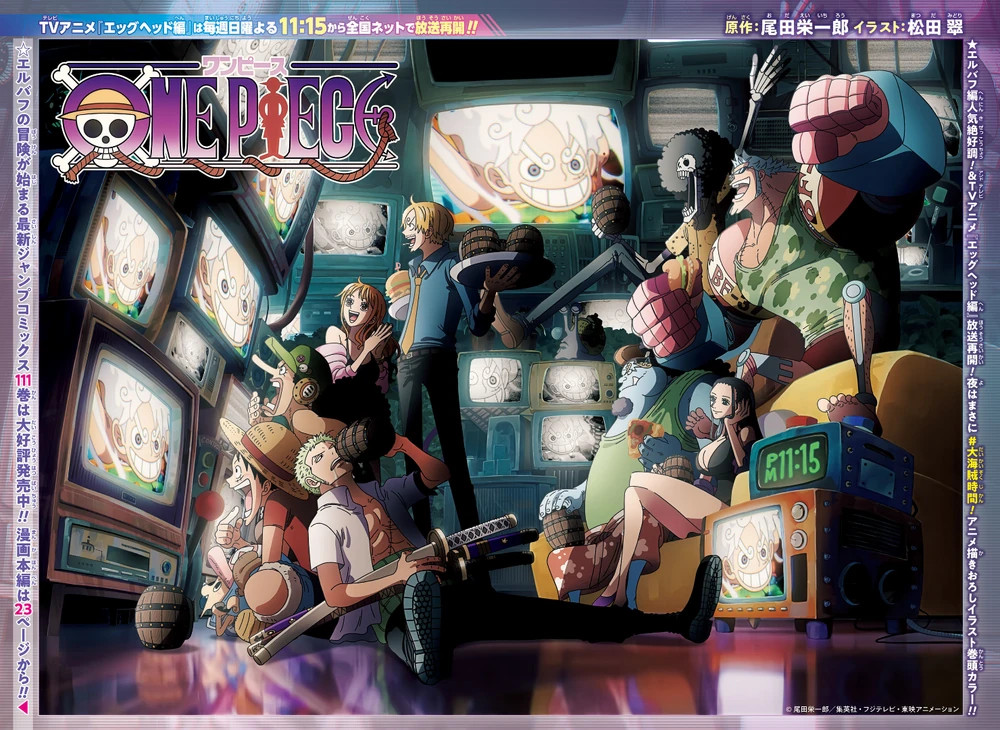 TVアニメ『エッグヘッド編』は毎週日曜よる11:15から全国ネットで放送再開!!
原作:尾田栄一郎 イラスト:松田 翠
ワンピース
ONE PIECE
★エルバフ編人気絶好調!&TVアニメ『エッグヘッド編』放送再開!夜はまさに#大海賊時間!アニメ描きおろしイラスト巻頭カラー!!
☆エルバフの冒険が始まる最新ジャンプコミックス111巻は大好評発売中!!漫画本編は23ページから!!
PM11:15
© 尾田栄一郎/集英社・フジテレビ・東映アニメーション